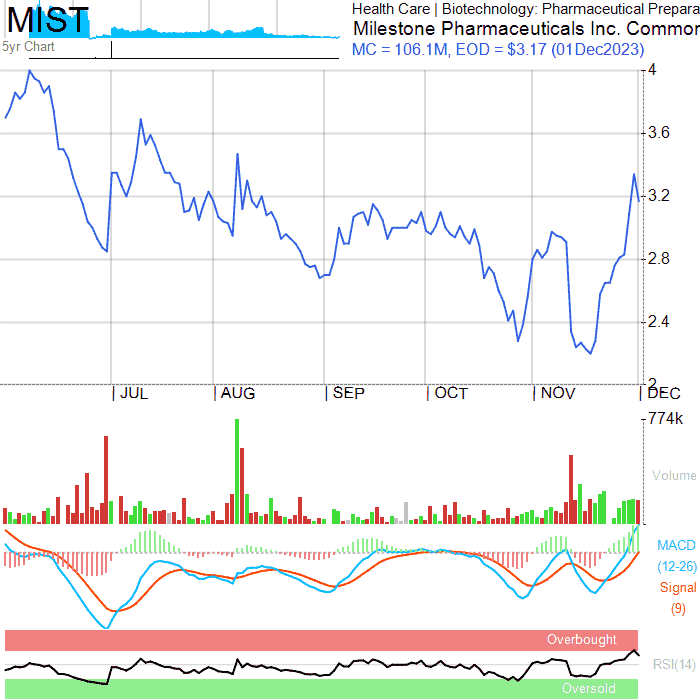 MIST
Health Care | Biotechnology: Pharmaceutical Prepara
Milestone Pharmaceuticals Inc. Common
5yr Chart
MC = 106.1M, EOD = $3.17 (01Dec2023)
4
3.6
3.2
2.8
2.4
2
JUL AUG SEP OCT NOV DEC
774k
Volume
MACD
(12-26)
Signal
(9)
Overbought
RSI(14)
Oversold